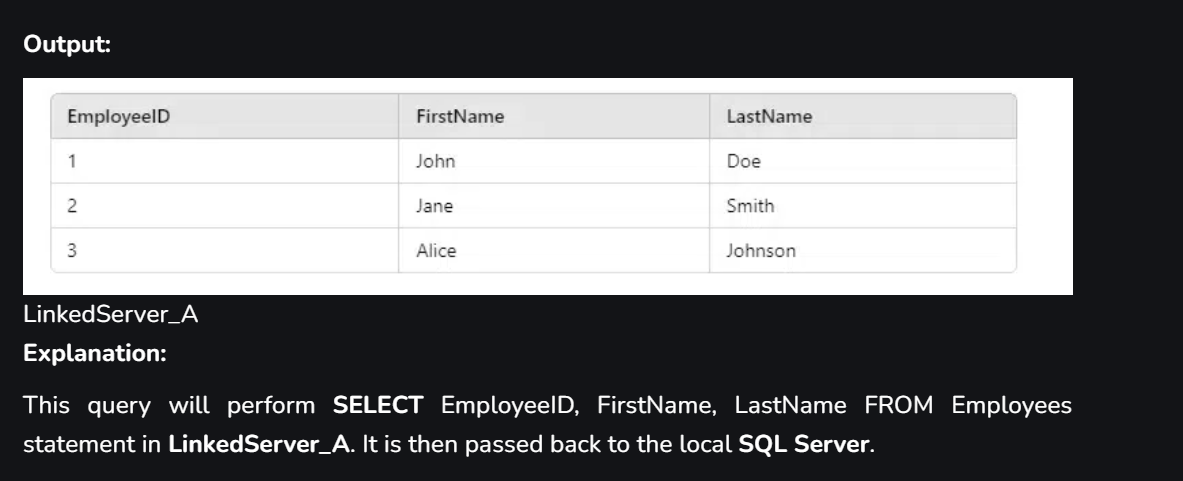 Output:
EmployeeID FirstName LastName
1 John Doe
2 Jane Smith
3 Alice Johnson
LinkedServer_A
Explanation:
This query will perform SELECT EmployeeID, FirstName, LastName FROM Employees
statement in LinkedServer_A. It is then passed back to the local SQL Server.